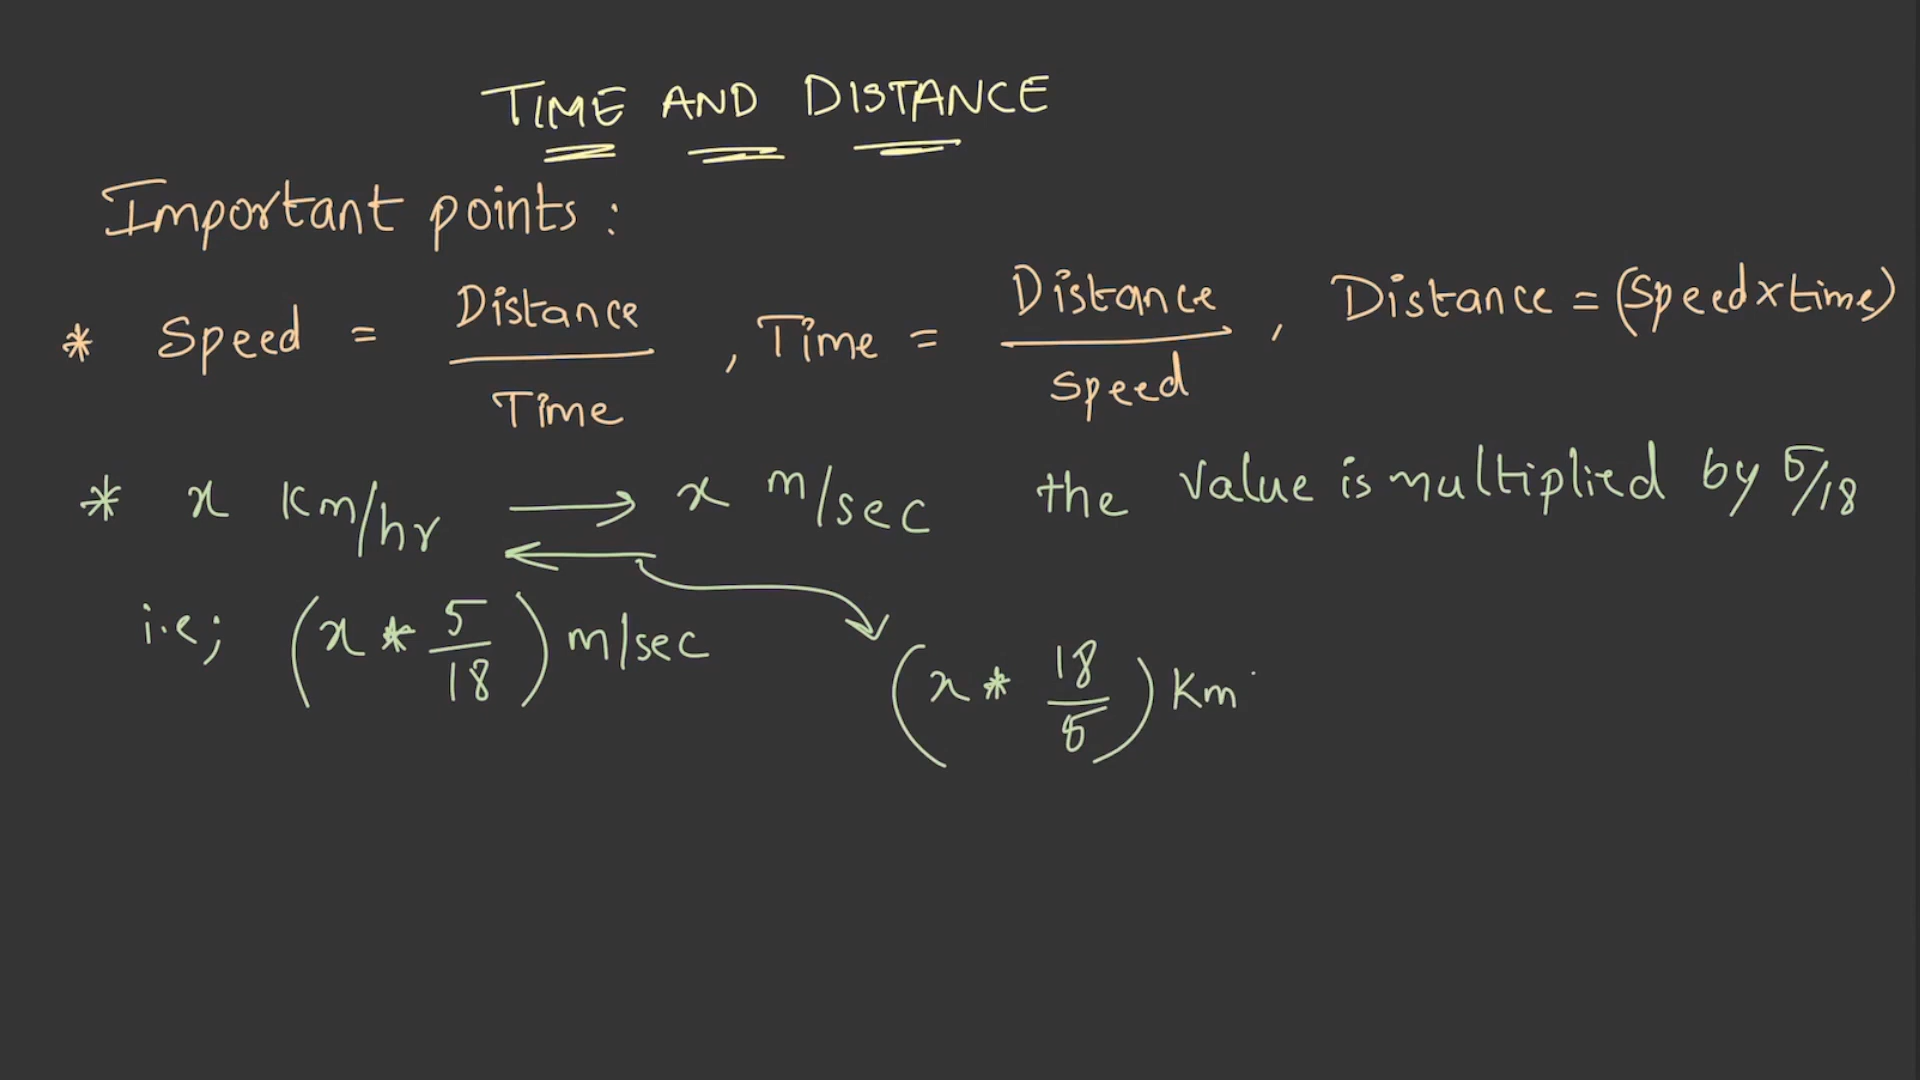 TIME AND DISTANCE
Important points :
* Speed = Distance / Time , Time = Distance / Speed , Distance = (Speed x time)
* x Km/hr → x m/sec the value is multiplied by 5/18
←
i.e; (x * 5/18) m/sec
(x * 18/5) Km